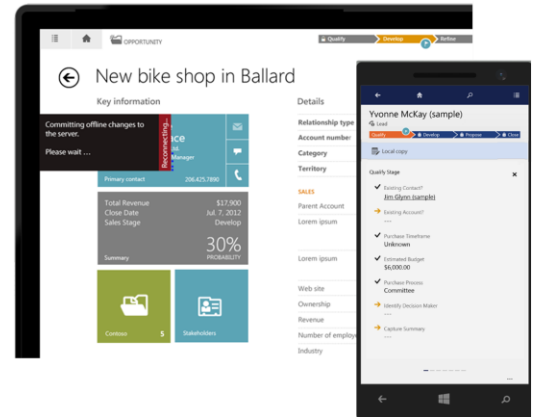 OPPORTUNITY
Qualify
Develop
Refine
New bike shop in Ballard
Key information
Committing offline changes to
the server.
Please wait ...
Reconnecting...
Manager
Primary contact
206.425.7800
Total Revenue
$17,900
Close Date
Jul. 7, 2012
Sales Stage
Develop
30%
Summary
PROBABILITY
Contoso
5
Stakeholders
Details
Relationship type
Account number
Category
Territory
SALES
Parent Account
Lorem ipsum
Lorem ipsum
Web site
Ownership
Revenue
Number of employe
Industry
Yvonne McKay (sample)
Lead
Qualify
Develop
Propose
Close
Local copy
Qualify Stage
Existing Contact?
Jim Glynn (sample)
Existing Account?
---
Purchase Timeframe
Unknown
Estimated Budget
$6,000.00
Purchase Process
Committee
Identify Decision Maker
---
Capture Summary
---